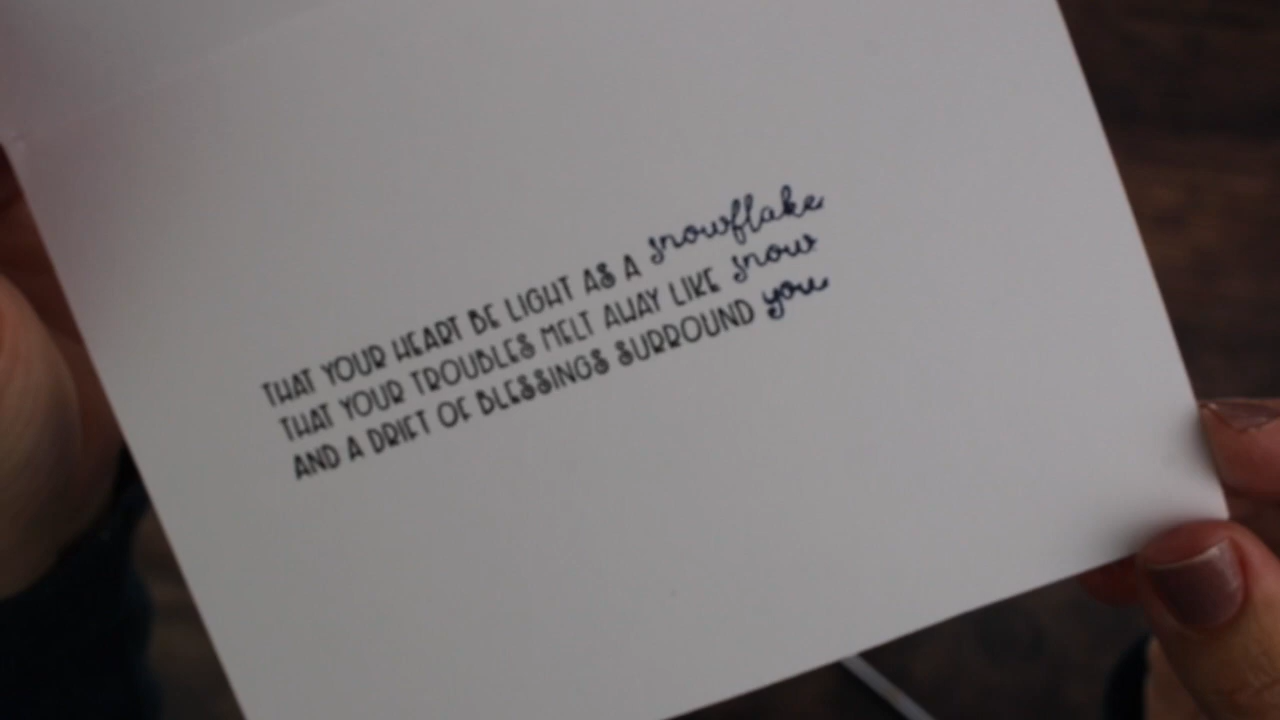 THAT YOUR HEART BE LIGHT AS A snowflake
THAT YOUR TROUBLES MELT AWAY LIKE snow
AND A DRIFT OF BLESSINGS SURROUND you